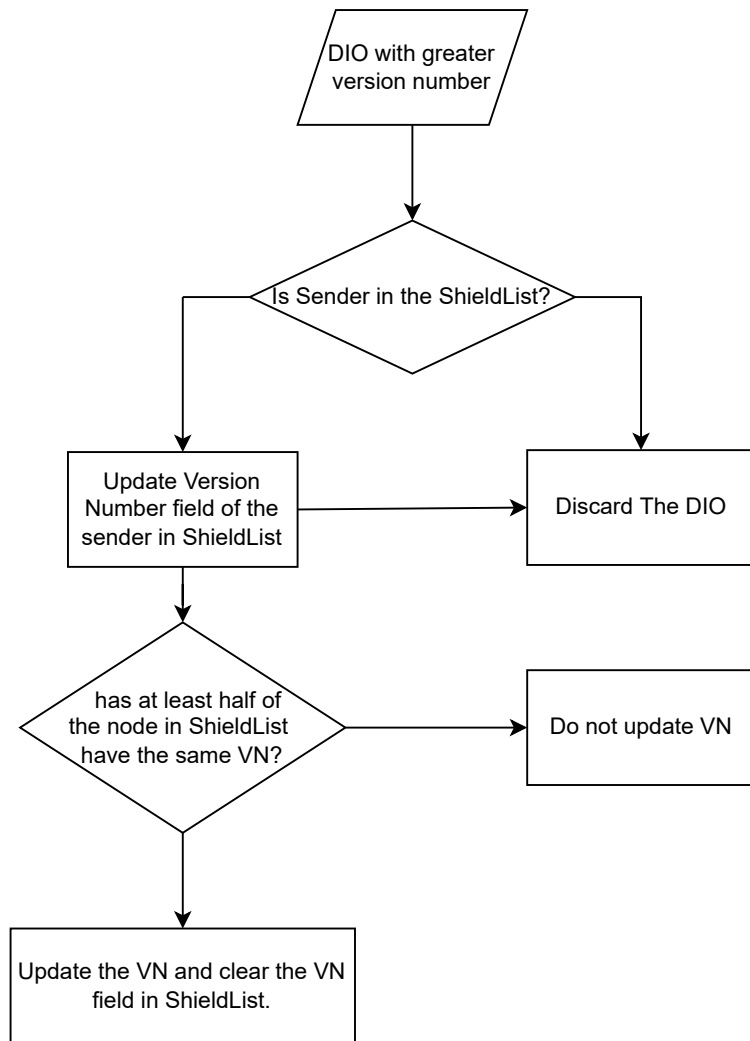 DIO with greater
version number
Is Sender in the ShieldList?
Update Version
Number field of the
sender in ShieldList
Discard The DIO
has at least half of
the node in ShieldList
have the same VN?
Do not update VN
Update the VN and clear the VN
field in ShieldList.